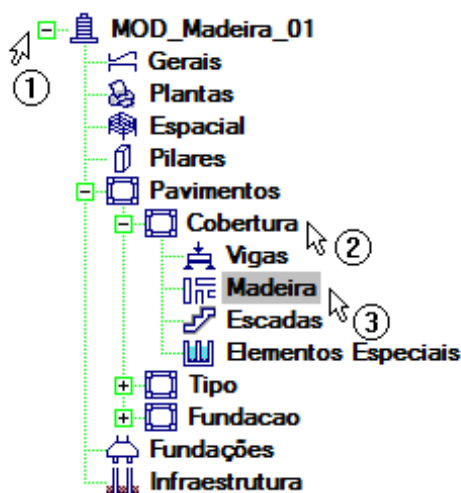 MOD_Madeira_01
1
Gerais
Plantas
Espacial
Pilares
Pavimentos
Cobertura
2
Vigas
Madeira
3
Escadas
Elementos Especiais
Tipo
Fundacao
Fundações
Infraestrutura